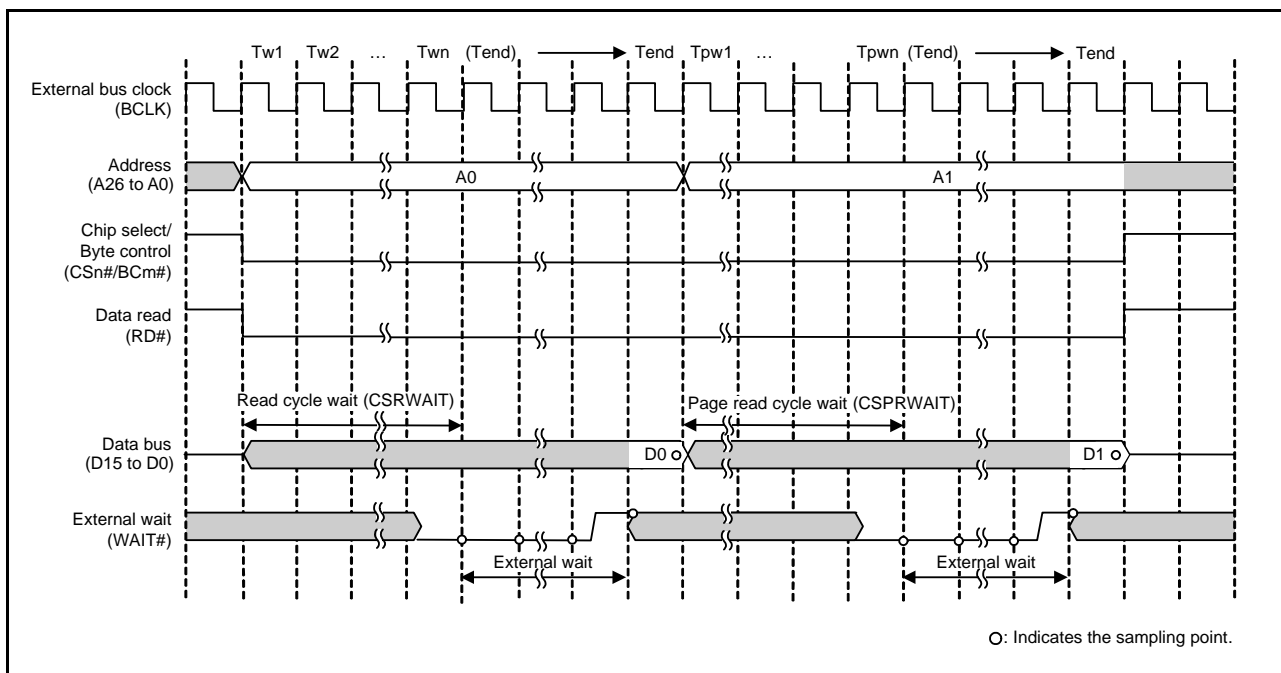 Tw1 Tw2 … Twn (Tend) Tend Tpw1 … Tpwn (Tend) Tend
External bus clock
(BCLK)
Address
(A26 to A0)
A0 A1
Chip select/
Byte control
(CSn#/BCm#)
Data read
(RD#)
Read cycle wait (CSRWAIT) Page read cycle wait (CSPRWAIT)
Data bus
(D15 to D0)
D0 D1
External wait
(WAIT#)
External wait External wait
O: Indicates the sampling point.